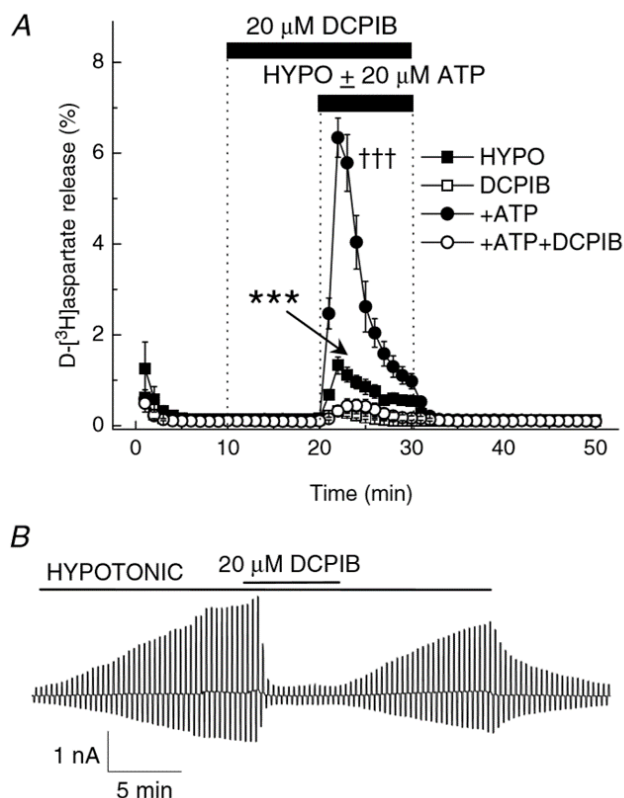 A
20 μM DCPIB
HYPO ± 20 μM ATP
D-[³H]aspartate release (%)
8
6
4
2
0
†††
***
HYPO
DCPIB
+ATP
+ATP+DCPIB
0 10 20 30 40 50
Time (min)
B
HYPOTONIC
20 μM DCPIB
1 nA
5 min